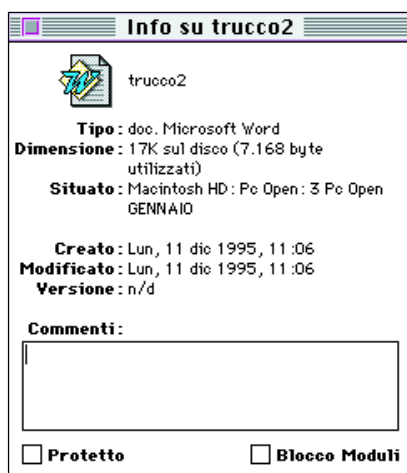 Info su trucco2
trucco2
Tipo : doc. Microsoft Word
Dimensione : 17K sul disco (7.168 byte
utilizzati)
Situato : Macintosh HD : Pc Open : 3 Pc Open
GENNAIO
Creato : Lun, 11 dic 1995, 11:06
Modificato : Lun, 11 dic 1995, 11:06
Versione : n/d
Commenti :
Protetto Blocco Moduli